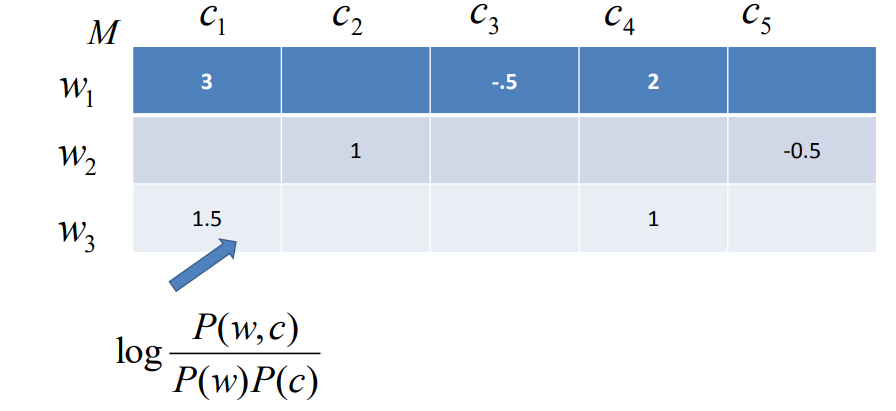 M c₁ c₂ c₃ c₄ c₅
w₁ 3 -.5 2
w₂ 1 -0.5
w₃ 1.5 1
log P(w,c) / P(w)P(c)